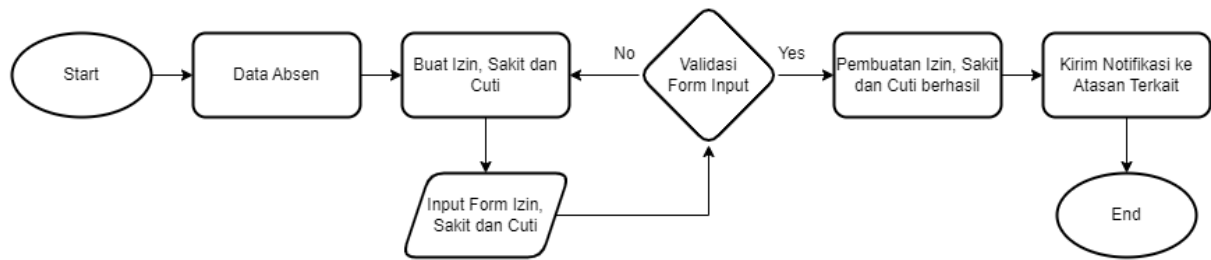 Start
Data Absen
Buat Izin, Sakit dan
Cuti
No
Validasi
Form Input
Yes
Pembuatan Izin, Sakit
dan Cuti berhasil
Kirim Notifikasi ke
Atasan Terkait
Input Form Izin,
Sakit dan Cuti
End